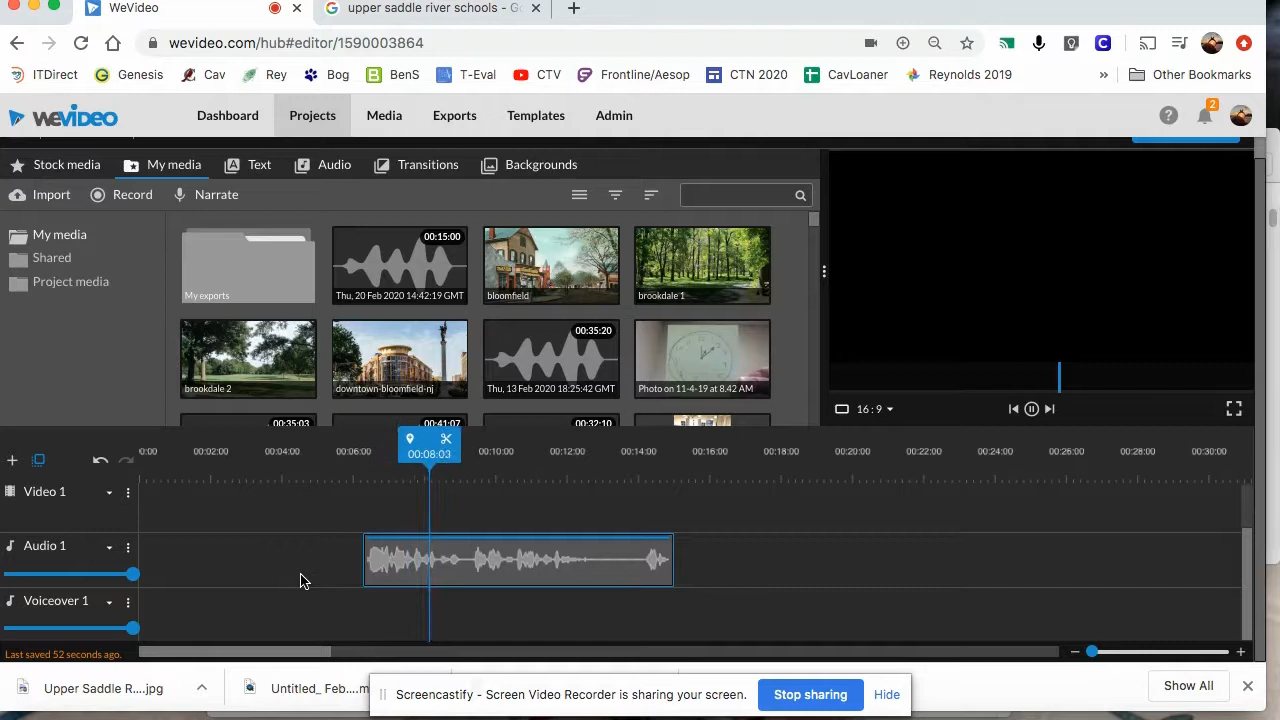 WeVideo
upper saddle river schools - G
wevideo.com/hub#editor/1590003864
ITDirect Genesis Cav Rey Bog BenS T-Eval CTV Frontline/Aesop CTN 2020 CavLoaner Reynolds 2019 » Other Bookmarks
WEVIDEO Dashboard Projects Media Exports Templates Admin 2
Stock media My media Text Audio Transitions Backgrounds
Import Record Narrate
My media
Shared
Project media
My exports
00:15:00
Thu, 20 Feb 2020 14:42:19 GMT
bloomfield
brookdale 1
brookdale 2
downtown-bloomfield-nj
00:35:20
Thu, 13 Feb 2020 18:25:42 GMT
Photo on 11-4-19 at 8.42 AM
00:35:03 00:41:07 00:32:10
16:9
00:08:03
0:00 00:02:00 00:04:00 00:06:00 00:10:00 00:12:00 00:14:00 00:16:00 00:18:00 00:20:00 00:22:00 00:24:00 00:26:00 00:28:00 00:30:00
Video 1
Audio 1
Voiceover 1
Last saved 52 seconds ago.
Upper Saddle R....jpg
Untitled_ Feb....m
Screencastify - Screen Video Recorder is sharing your screen. Stop sharing Hide
Show All